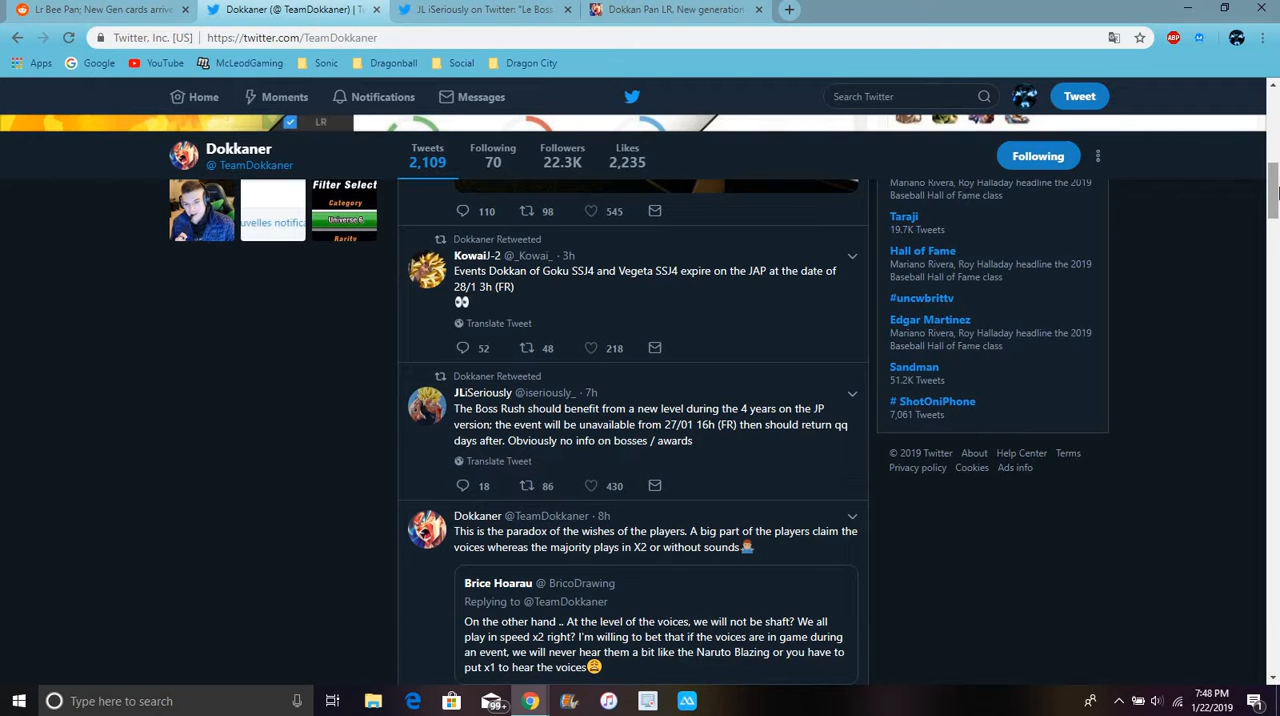 Lr Bee Pan; New Gen cards arrive
Dokkaner (@ TeamDokkaner) | Tw
JL iSeriously on Twitter: "Le Boss
Dokkan Pan LR, New generation
Twitter, Inc. [US] https://twitter.com/TeamDokkaner
ABP
Apps Google YouTube McLeodGaming Sonic Dragonball Social Dragon City
Home Moments Notifications Messages Search Twitter Tweet
LR
Dokkaner
@ TeamDokkaner
Tweets Following Followers Likes
2,109 70 22.3K 2,235
Following
Filter Select
Category
uvelles notifica
Universe 6
Rarity
110 98 545
Dokkaner Retweeted
KowaiJ-2 @_Kowai_ · 3h
Events Dokkan of Goku SSJ4 and Vegeta SSJ4 expire on the JAP at the date of
28/1 3h (FR)
👀
Translate Tweet
52 48 218
Dokkaner Retweeted
JLiSeriously @iseriously_ · 7h
The Boss Rush should benefit from a new level during the 4 years on the JP
version; the event will be unavailable from 27/01 16h (FR) then should return qq
days after. Obviously no info on bosses / awards
Translate Tweet
18 86 430
Dokkaner @TeamDokkaner · 8h
This is the paradox of the wishes of the players. A big part of the players claim the
voices whereas the majority plays in X2 or without sounds
Brice Hoarau @ BricoDrawing
Replying to @TeamDokkaner
On the other hand .. At the level of the voices, we will not be shaft? We all
play in speed x2 right? I'm willing to bet that if the voices are in game during
an event, we will never hear them a bit like the Naruto Blazing or you have to
put x1 to hear the voices😩
Mariano Rivera, Roy Halladay headline the 2019
Baseball Hall of Fame class
Taraji
19.7K Tweets
Hall of Fame
Mariano Rivera, Roy Halladay headline the 2019
Baseball Hall of Fame class
#uncwbrittv
Edgar Martinez
Mariano Rivera, Roy Halladay headline the 2019
Baseball Hall of Fame class
Sandman
51.2K Tweets
# ShotOniPhone
7,061 Tweets
© 2019 Twitter About Help Center Terms
Privacy policy Cookies Ads info
Type here to search
99+
7:48 PM
1/22/2019
1